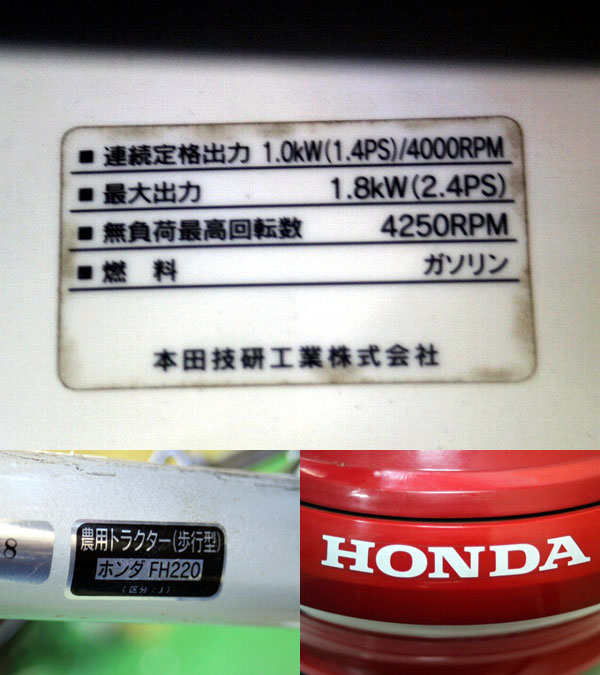 ■ 連続定格出力 1.0kW(1.4PS)/4000RPM
■ 最大出力 1.8kW(2.4PS)
■ 無負荷最高回転数 4250RPM
■ 燃 料 ガソリン
本田技研工業株式会社
8
農用トラクター(歩行型)
ホンダ FH220
HONDA